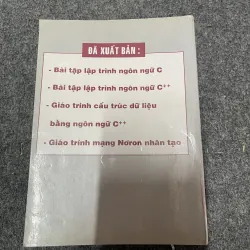 ĐÃ XUẤT BẢN :
- Bài tập lập trình ngôn ngữ C
- Bài tập lập trình ngôn ngữ C++
- Giáo trình cấu trúc dữ liệu
bằng ngôn ngữ C++
- Giáo trình mạng Nơron nhân tạo